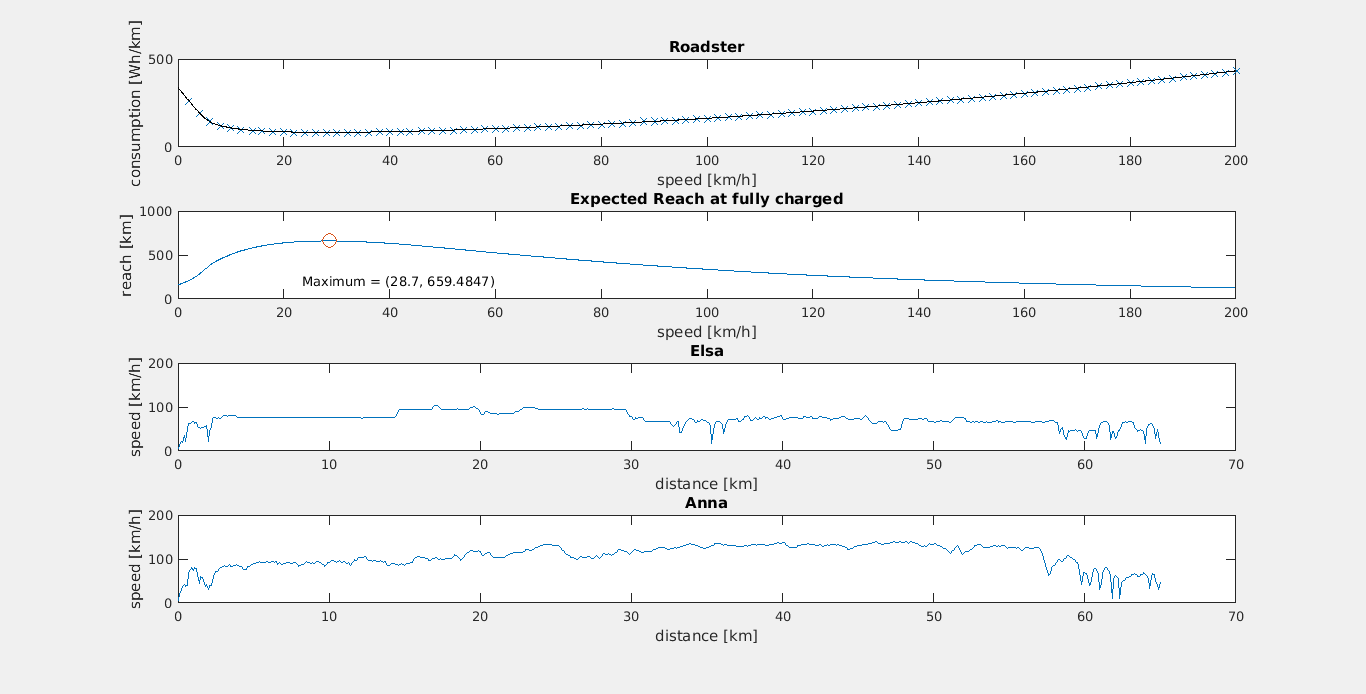 Roadster
consumption [Wh/km]
500
0
0 20 40 60 80 100 120 140 160 180 200
speed [km/h]
Expected Reach at fully charged
reach [km]
1000
500
0
Maximum = (28.7, 659.4847)
0 20 40 60 80 100 120 140 160 180 200
speed [km/h]
Elsa
speed [km/h]
200
100
0
0 10 20 30 40 50 60 70
distance [km]
Anna
speed [km/h]
200
100
0
0 10 20 30 40 50 60 70
distance [km]